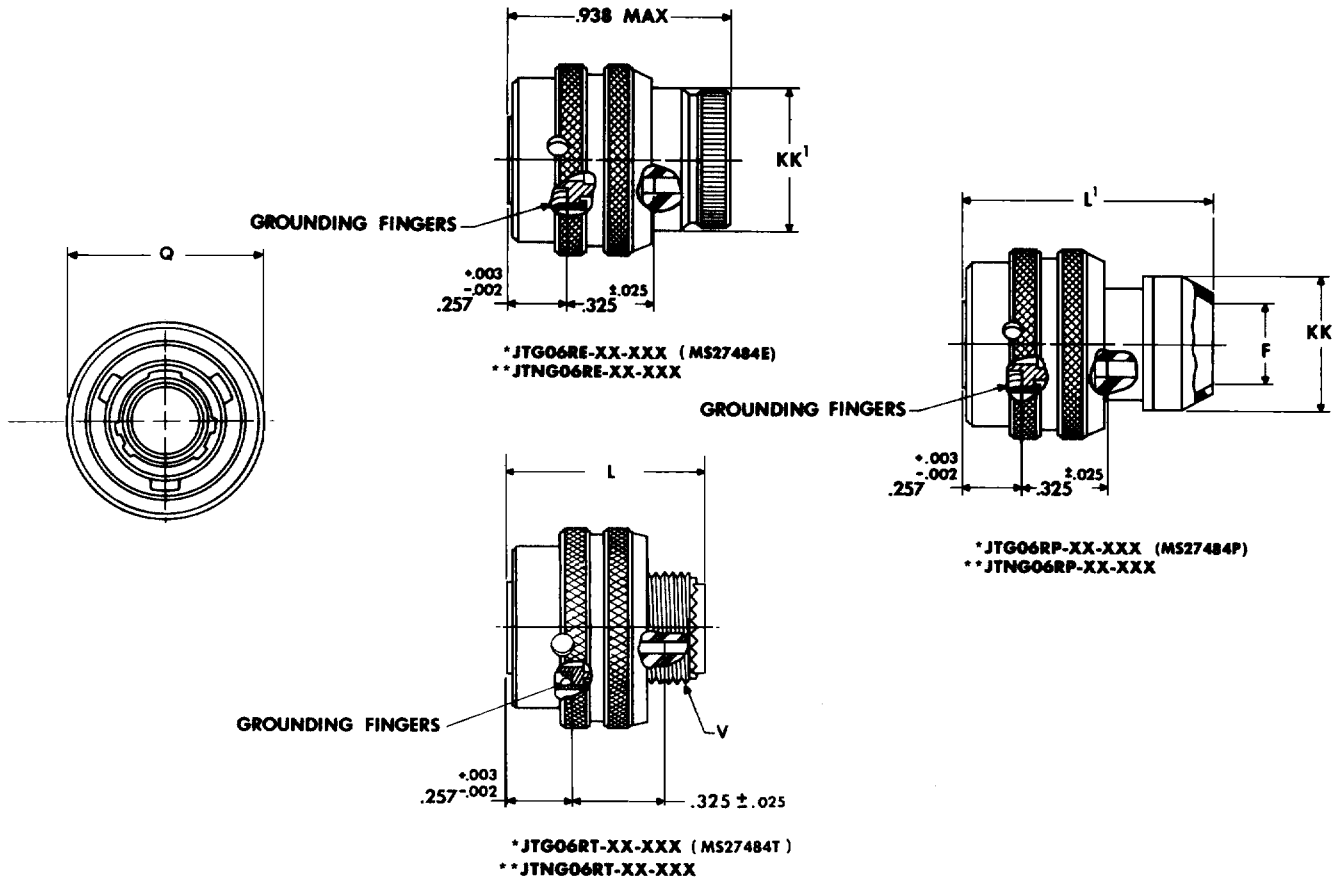 .938 MAX
KK¹
GROUNDING FINGERS
+.003
-.002
.257
±.025
.325
*JTG06RE-XX-XXX (MS27484E)
**JTNG06RE-XX-XXX
Q
L¹
F
KK
GROUNDING FINGERS
+.003
-.002
.257
±.025
.325
*JTG06RP-XX-XXX (MS27484P)
**JTNG06RP-XX-XXX
L
GROUNDING FINGERS
V
+.003
.257 -.002
.325 ±.025
*JTG06RT-XX-XXX (MS27484T)
**JTNG06RT-XX-XXX